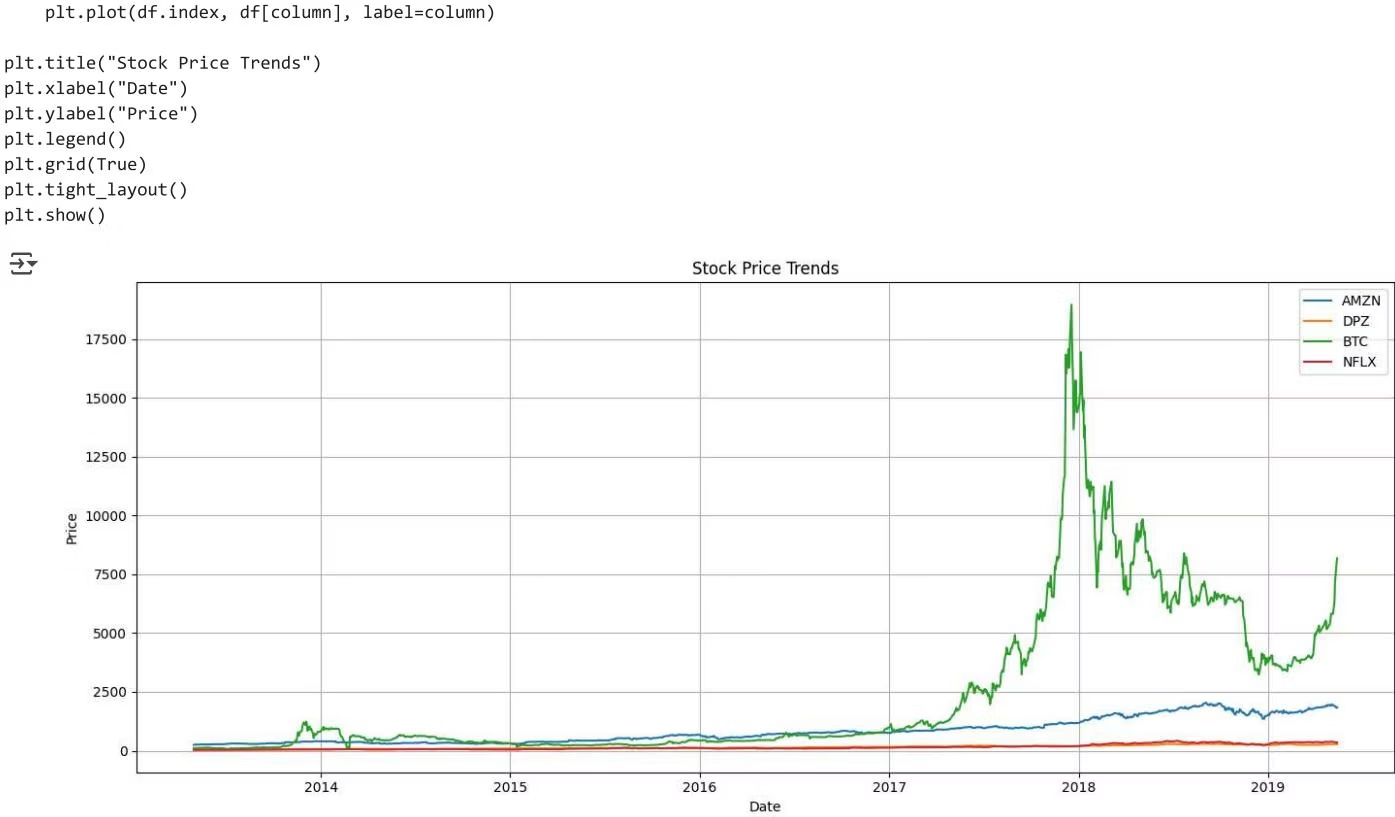 plt.plot(df.index, df[column], label=column)
plt.title("Stock Price Trends")
plt.xlabel("Date")
plt.ylabel("Price")
plt.legend()
plt.grid(True)
plt.tight_layout()
plt.show()
Stock Price Trends
AMZN
DPZ
BTC
NFLX
17500
15000
12500
10000
7500
5000
2500
0
Price
2014 2015 2016 2017 2018 2019
Date